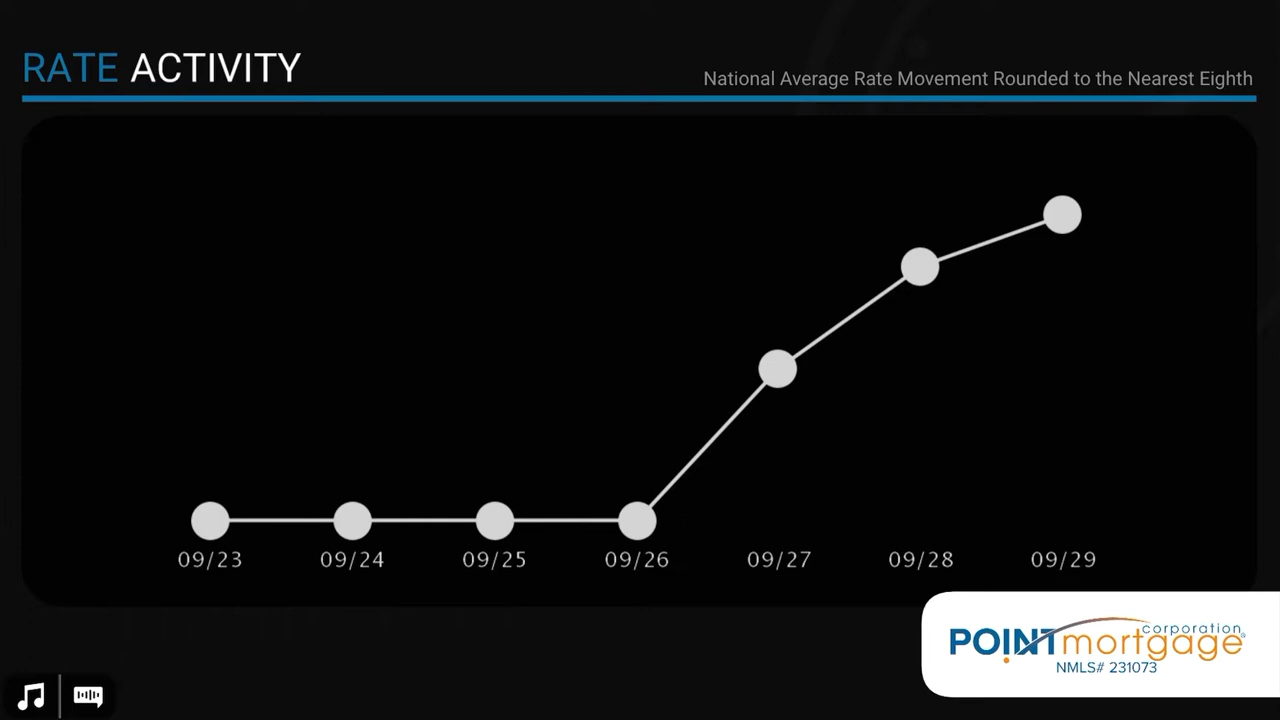 RATE ACTIVITY
National Average Rate Movement Rounded to the Nearest Eighth
09/23 09/24 09/25 09/26 09/27 09/28 09/29
corporation
POINTmortgage
NMLS# 231073